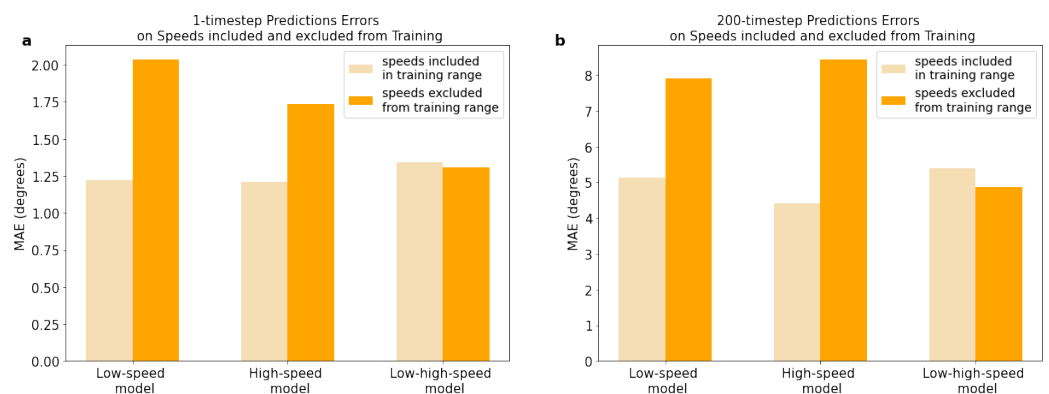 a
1-timestep Predictions Errors
on Speeds included and excluded from Training
MAE (degrees)
2.00
1.75
1.50
1.25
1.00
0.75
0.50
0.25
0.00
speeds included
in training range
speeds excluded
from training range
Low-speed
model
High-speed
model
Low-high-speed
model
b
200-timestep Predictions Errors
on Speeds included and excluded from Training
MAE (degrees)
8
7
6
5
4
3
2
1
0
speeds included
in training range
speeds excluded
from training range
Low-speed
model
High-speed
model
Low-high-speed
model